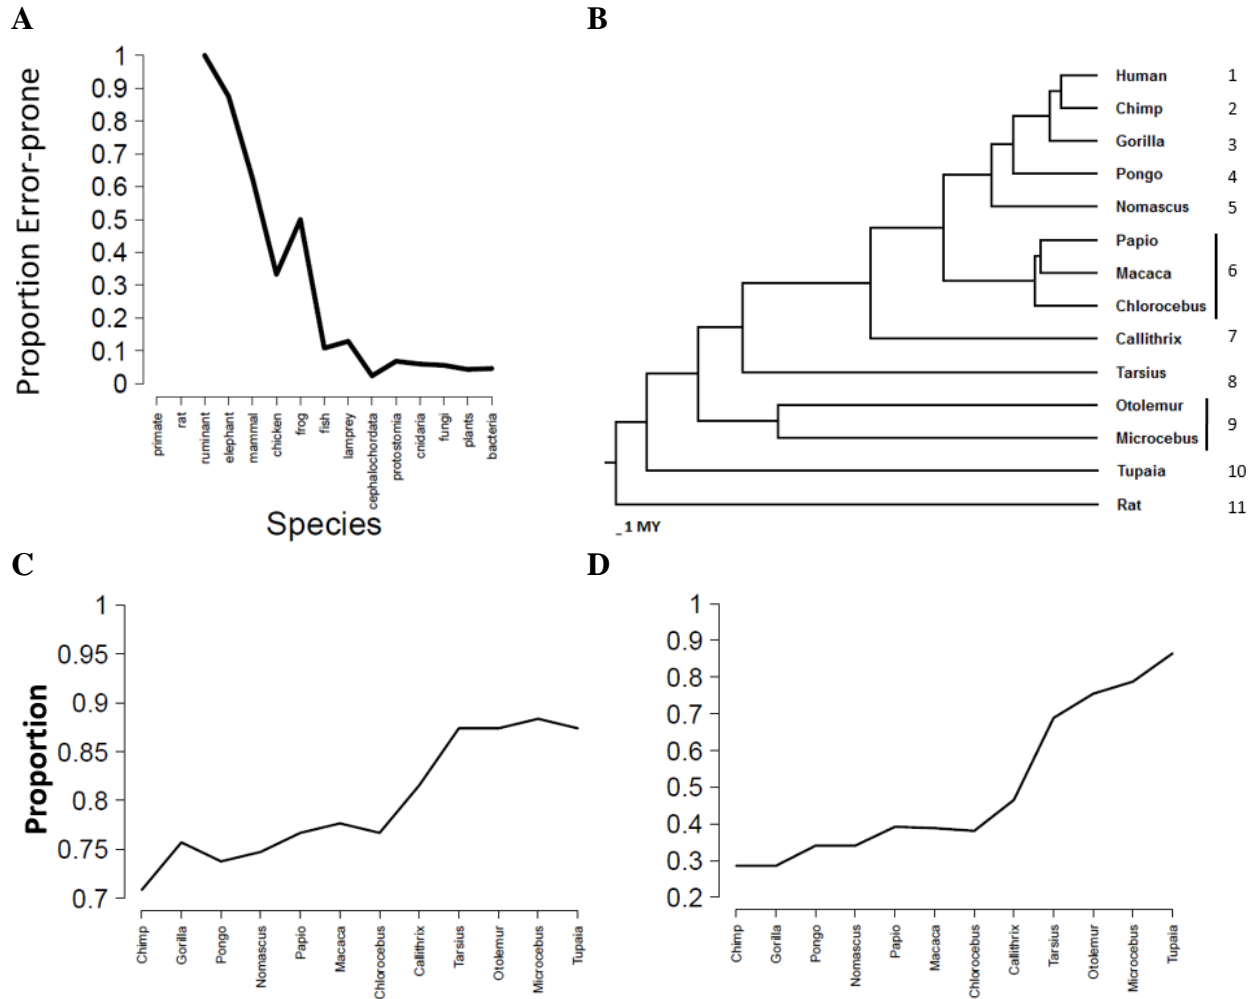 A
Proportion Error-prone
1
0.9
0.8
0.7
0.6
0.5
0.4
0.3
0.2
0.1
0
primate
rat
ruminant
elephant
mammal
chicken
frog
fish
lamprey
cephalochordata
protostomia
cnidaria
fungi
plants
bacteria
Species
B
Human 1
Chimp 2
Gorilla 3
Pongo 4
Nomascus 5
Papio
Macaca 6
Chlorocebus
Callithrix 7
Tarsius 8
Otolemur
9
Microcebus
Tupaia 10
Rat 11
_1 MY
C
Proportion
1
0.95
0.9
0.85
0.8
0.75
0.7
Chimp
Gorilla
Pongo
Nomascus
Papio
Macaca
Chlorocebus
Callithrix
Tarsius
Otolemur
Microcebus
Tupaia
D
1
0.9
0.8
0.7
0.6
0.5
0.4
0.3
0.2
Chimp
Gorilla
Pongo
Nomascus
Papio
Macaca
Chlorocebus
Callithrix
Tarsius
Otolemur
Microcebus
Tupaia